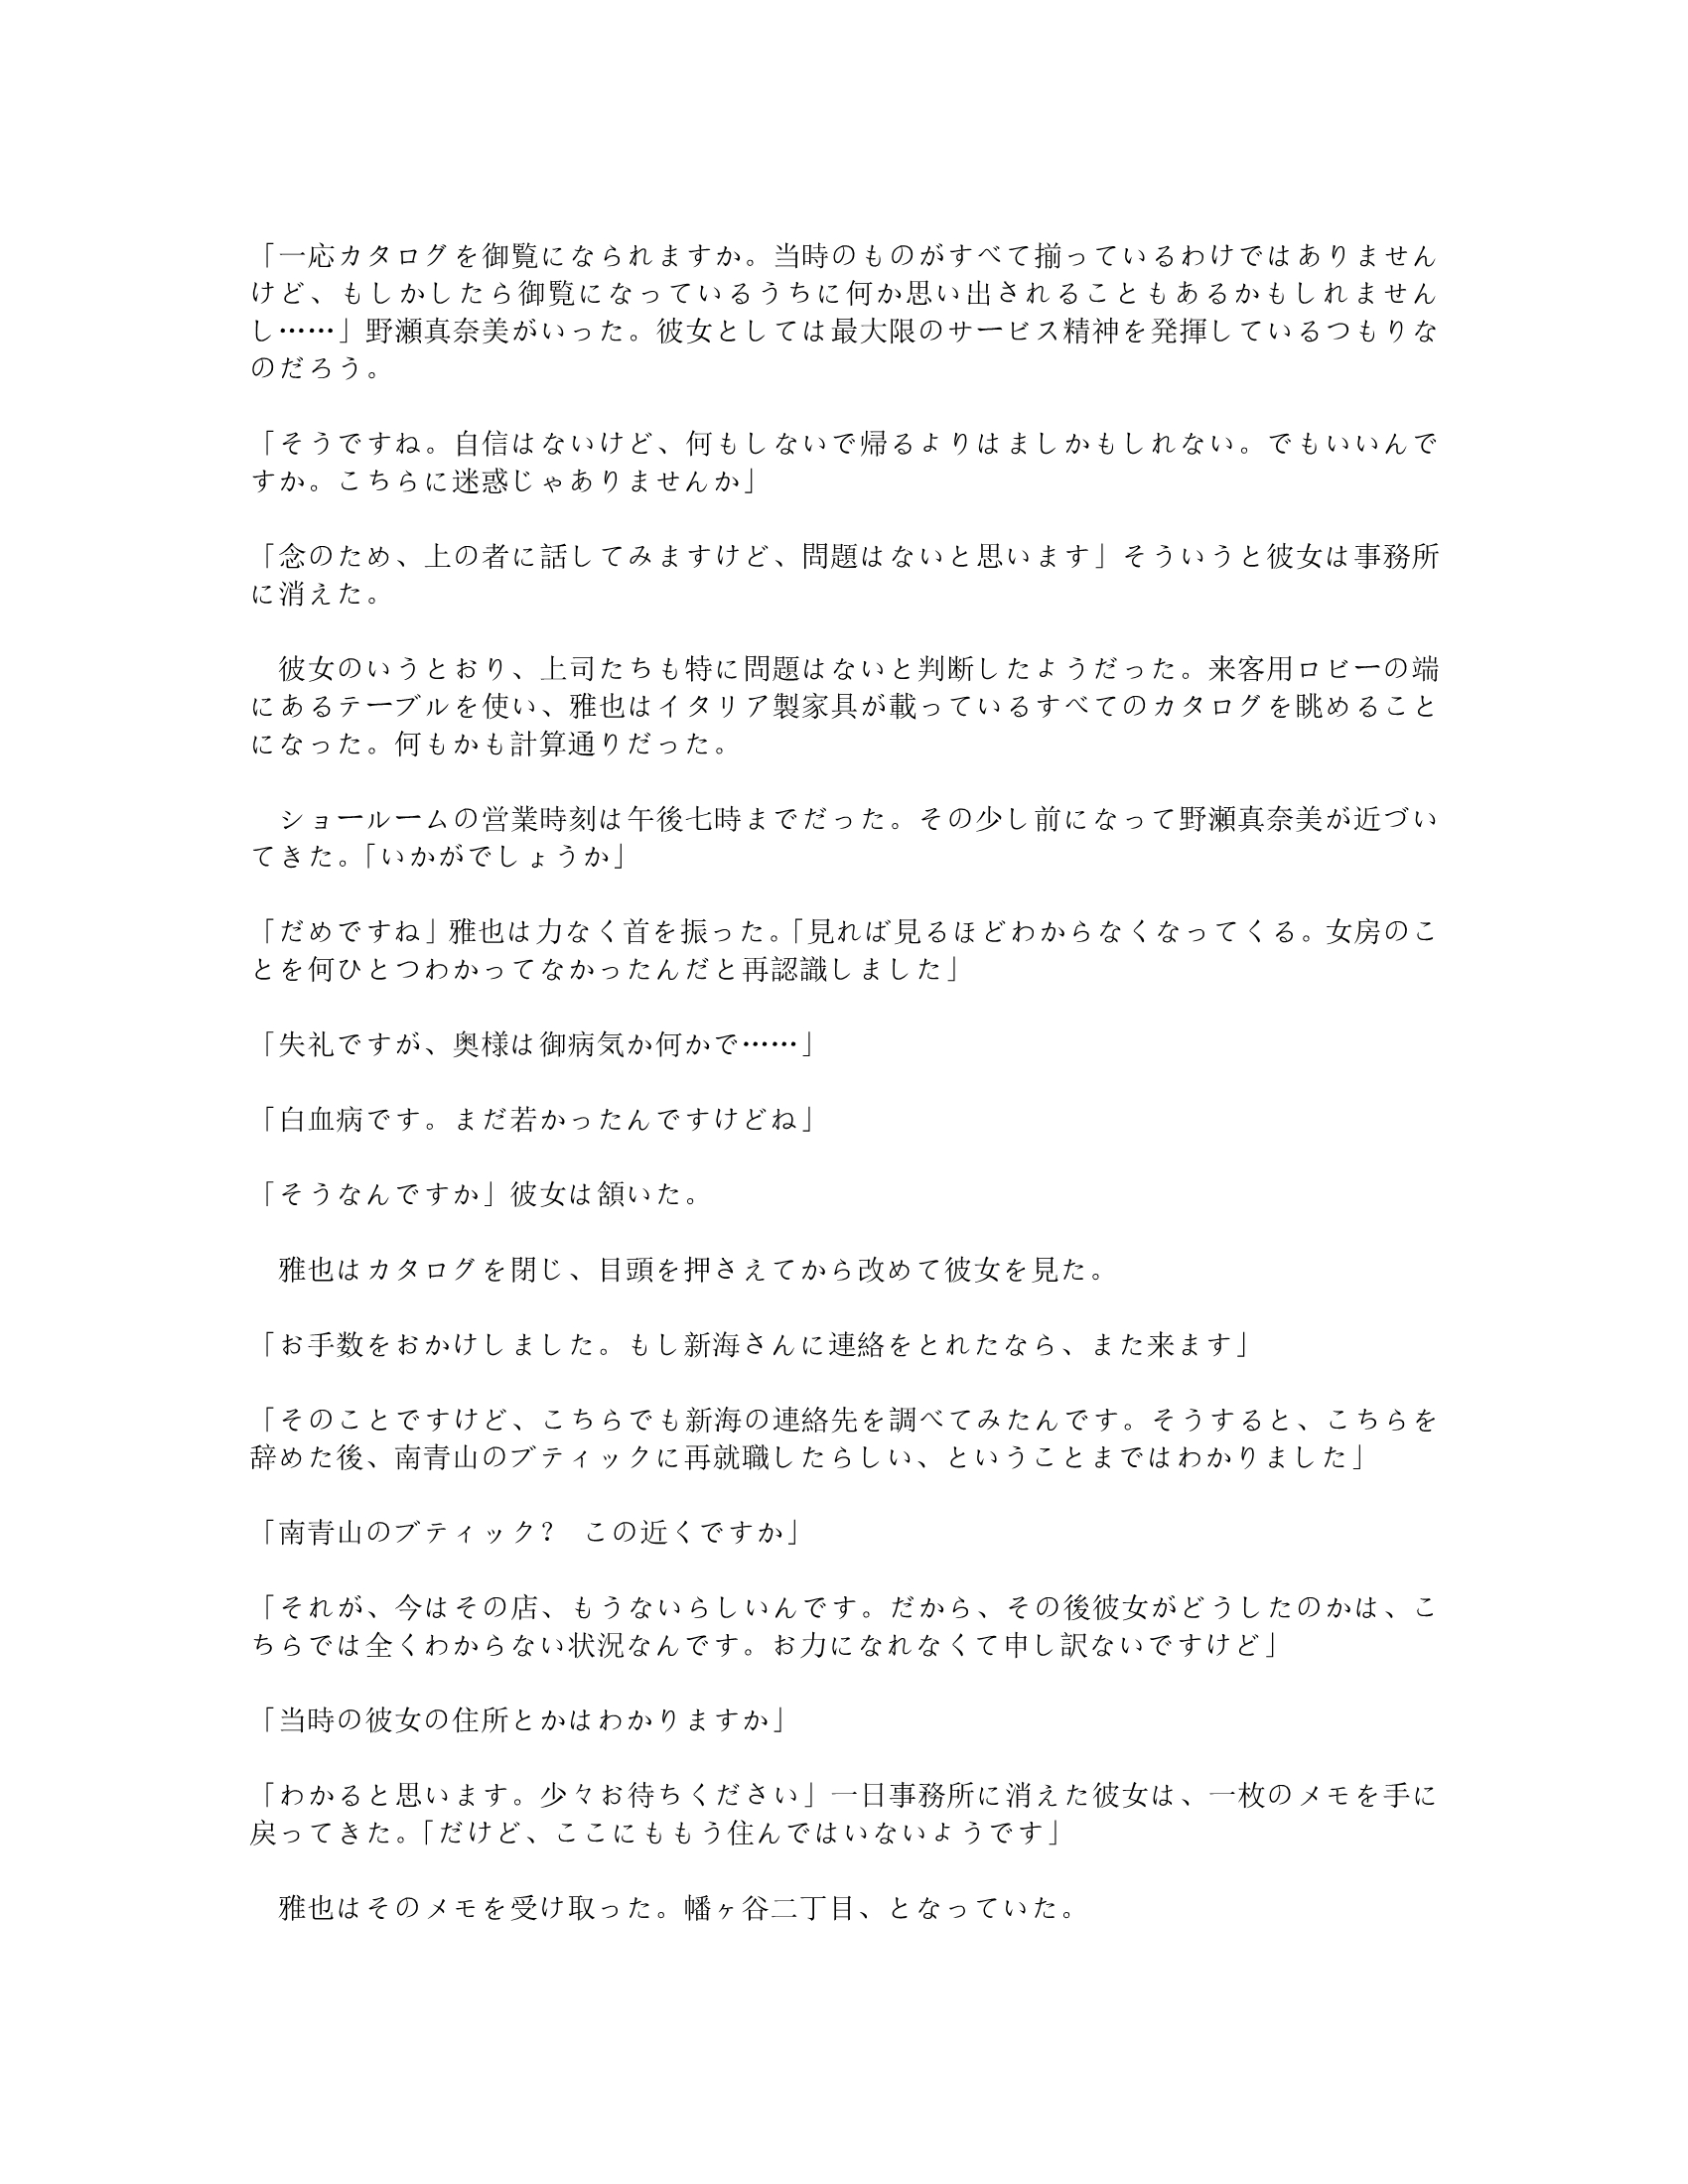 「一応カタログを御覧になられますか。当時のものがすべて揃っているわけではありません
けど、もしかしたら御覧になっているうちに何か思い出されることもあるかもしれません
し……」野瀬真奈美がいった。彼女としては最大限のサービス精神を発揮しているつもりな
のだろう。
「そうですね。自信はないけど、何もしないで帰るよりはましかもしれない。でもいいんで
すか。こちらに迷惑じゃありませんか」
「念のため、上の者に話してみますけど、問題はないと思います」そういうと彼女は事務所
に消えた。
　彼女のいうとおり、上司たちも特に問題はないと判断したようだった。来客用ロビーの端
にあるテーブルを使い、雅也はイタリア製家具が載っているすべてのカタログを眺めること
になった。何もかも計算通りだった。
　ショールームの営業時刻は午後七時までだった。その少し前になって野瀬真奈美が近づい
てきた。「いかがでしょうか」
「だめですね」雅也は力なく首を振った。「見れば見るほどわからなくなってくる。女房のこ
とを何ひとつわかってなかったんだと再認識しました」
「失礼ですが、奥様は御病気か何かで……」
「白血病です。まだ若かったんですけどね」
「そうなんですか」彼女は頷いた。
　雅也はカタログを閉じ、目頭を押さえてから改めて彼女を見た。
「お手数をおかけしました。もし新海さんに連絡をとれたなら、また来ます」
「そのことですけど、こちらでも新海の連絡先を調べてみたんです。そうすると、こちらを
辞めた後、南青山のブティックに再就職したらしい、ということまではわかりました」
「南青山のブティック?　この近くですか」
「それが、今はその店、もうないらしいんです。だから、その後彼女がどうしたのかは、こ
ちらでは全くわからない状況なんです。お力になれなくて申し訳ないですけど」
「当時の彼女の住所とかはわかりますか」
「わかると思います。少々お待ちください」一日事務所に消えた彼女は、一枚のメモを手に
戻ってきた。「だけど、ここにももう住んではいないようです」
　雅也はそのメモを受け取った。幡ヶ谷二丁目、となっていた。